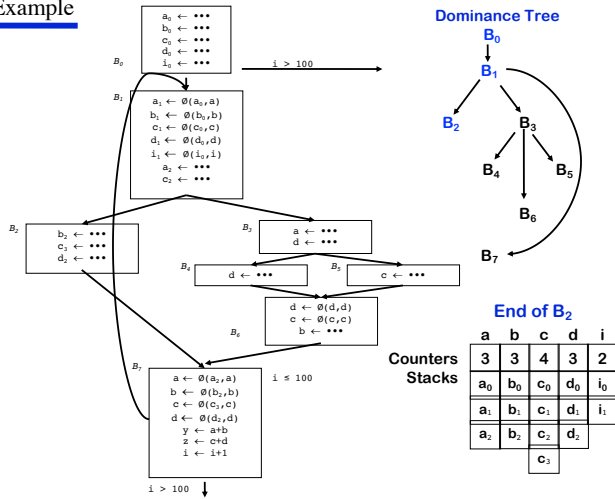 Example
B₀
a₀ ← •••
b₀ ← •••
c₀ ← •••
d₀ ← •••
i₀ ← •••
i > 100
B₁
a₁ ← Ø(a₀,a)
b₁ ← Ø(b₀,b)
c₁ ← Ø(c₀,c)
d₁ ← Ø(d₀,d)
i₁ ← Ø(i₀,i)
a₂ ← •••
c₂ ← •••
B₂
b₂ ← •••
c₃ ← •••
d₂ ← •••
B₃
a ← •••
d ← •••
B₄
d ← •••
B₅
c ← •••
B₆
d ← Ø(d,d)
c ← Ø(c,c)
b ← •••
B₇
a ← Ø(a₂,a)
b ← Ø(b₂,b)
c ← Ø(c₃,c)
d ← Ø(d₂,d)
y ← a+b
z ← c+d
i ← i+1
i ≤ 100
i > 100
Dominance Tree
B₀
B₁
B₂ B₃
B₄ B₅
B₆
B₇
End of B₂
a b c d i
Counters 3 3 4 3 2
Stacks a₀ b₀ c₀ d₀ i₀
a₁ b₁ c₁ d₁ i₁
a₂ b₂ c₂ d₂
c₃